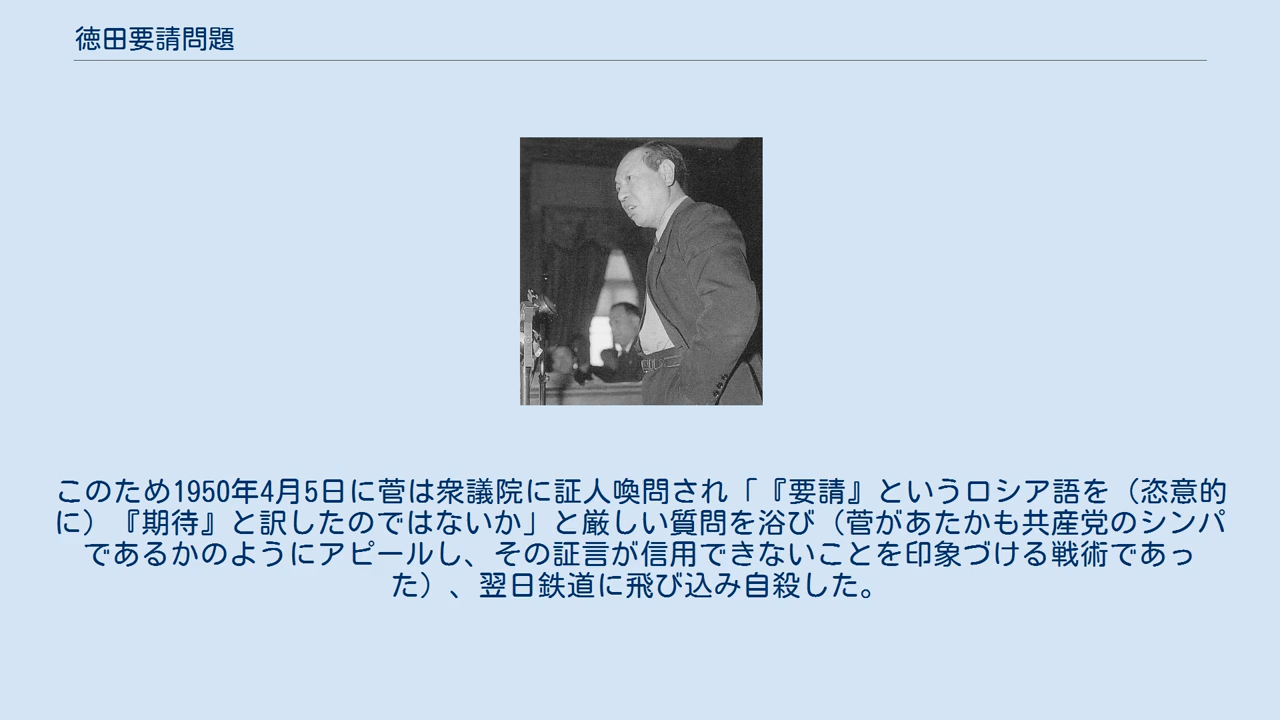 徳田要請問題
このため1950年4月5日に菅は衆議院に証人喚問され「『要請』というロシア語を（恣意的
に）『期待』と訳したのではないか」と厳しい質問を浴び（菅があたかも共産党のシンパ
であるかのようにアピールし、その証言が信用できないことを印象づける戦術であっ
た）、翌日鉄道に飛び込み自殺した。